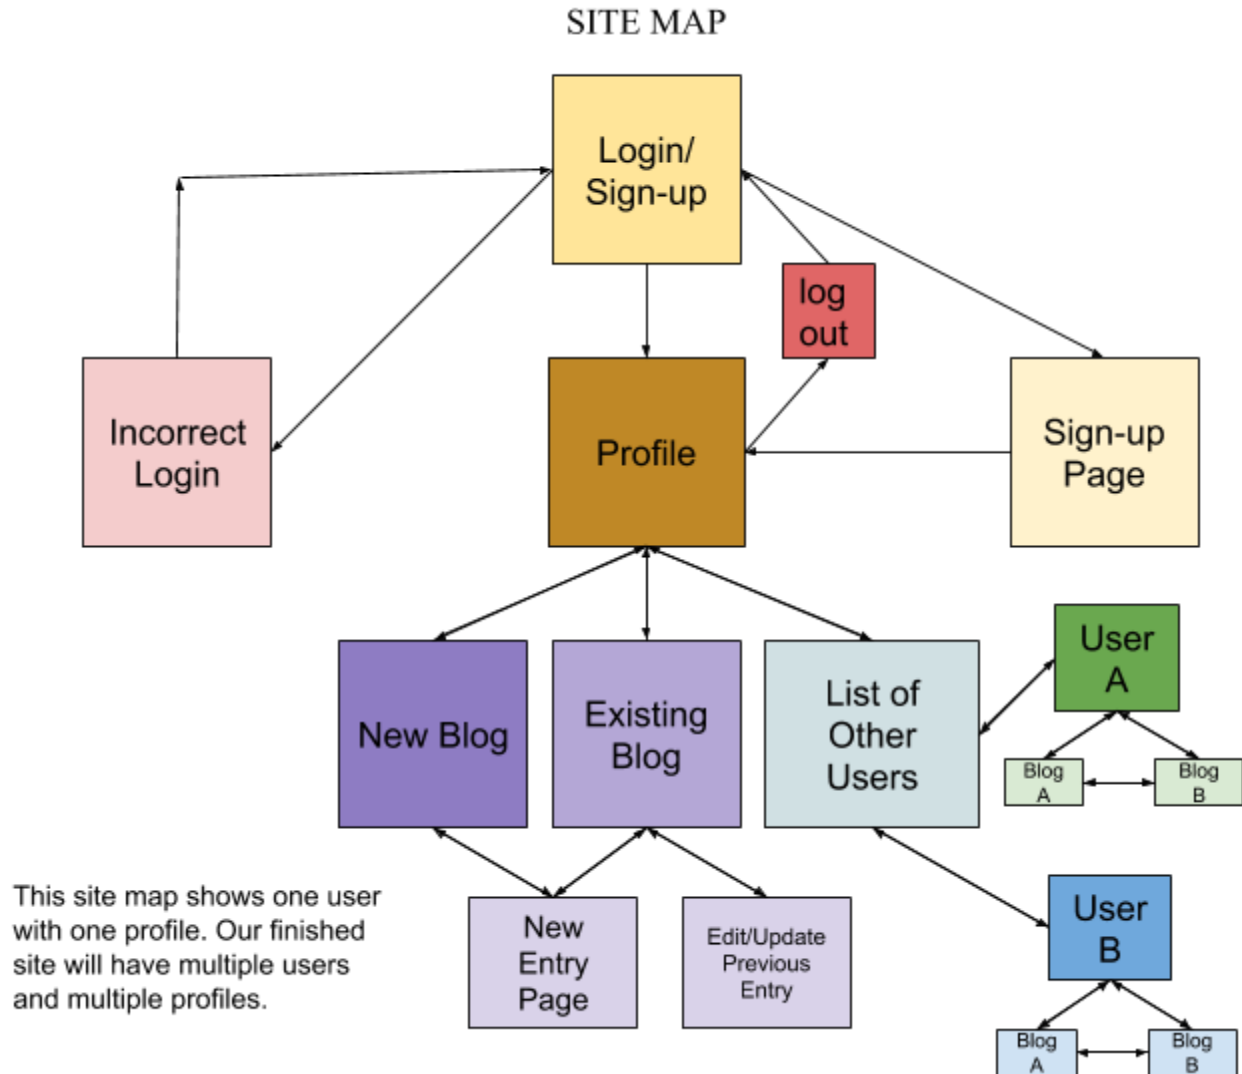 SITE MAP
Login/
Sign-up
log
out
Incorrect
Login
Profile
Sign-up
Page
New Blog
Existing
Blog
List of
Other
Users
User
A
Blog
A
Blog
B
This site map shows one user
with one profile. Our finished
site will have multiple users
and multiple profiles.
New
Entry
Page
Edit/Update
Previous
Entry
User
B
Blog
A
Blog
B